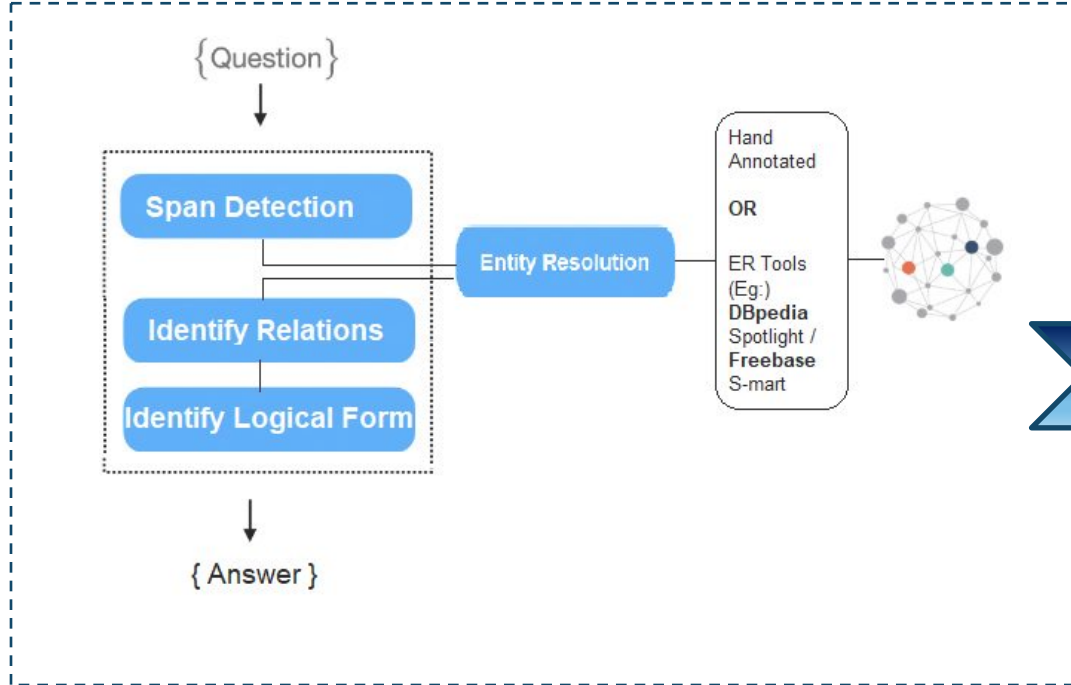 {Question}
Span Detection
Identify Relations
Identify Logical Form
Entity Resolution
Hand
Annotated
OR
ER Tools
(Eg:)
DBpedia
Spotlight /
Freebase
S-mart
{ Answer }